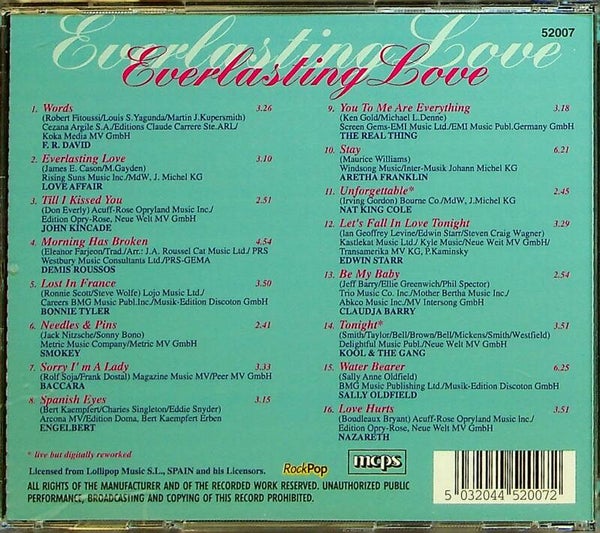 52007
Everlasting Love
Everlasting Love
1. Words 3.26
(Robert Fitoussi/Louis S.Yagunda/Martin J.Kupersmith)
Cezana Argile S.A./Editions Claude Carrere Ste.ARL/
Koka Media MV GmbH
F. R. DAVID
2. Everlasting Love 3.10
(James E. Cason/M.Gayden)
Rising Suns Music Inc./MdW, J. Michel KG
LOVE AFFAIR
3. Till I Kissed You 2.51
(Don Everly) Acuff-Rose Opryland Music Inc./
Edition Opry-Rose, Neue Welt MV GmbH
JOHN KINCADE
4. Morning Has Broken 4.54
(Eleanor Farjeon/Trad./Arr.: J.A. Roussel Cat Music Ltd./ PRS
Westbury Music Consultants Ltd./PRS-GEMA
DEMIS ROUSSOS
5. Lost In France 3.50
(Ronnie Scott/Steve Wolfe) Lojo Music Ltd./
Careers BMG Music Publ.Inc./Musik-Edition Discoton GmbH
BONNIE TYLER
6. Needles & Pins 2.41
(Jack Nitzsche/Sonny Bono)
Metric Music Company/Metric MV GmbH
SMOKEY
7. Sorry I' m A Lady 3.33
(Rolf Soja/Frank Dostal) Magazine Music MV/Peer MV GmbH
BACCARA
8. Spanish Eyes 3.15
(Bert Kaempfert/Charles Singleton/Eddie Snyder)
Arcona MV/Edition Doma, Bert Kaempfert Erben
ENGELBERT
9. You To Me Are Everything 3.18
(Ken Gold/Michael L.Denne)
Screen Gems-EMI Music Ltd./EMI Music Publ.Germany GmbH
THE REAL THING
10. Stay 6.21
(Maurice Williams)
Windsong Music/Inter-Musik Johann Michel KG
ARETHA FRANKLIN
11. Unforgettable* 2.45
(Irving Gordon) Bourne Co./MdW, J.Michel KG
NAT KING COLE
12. Let's Fall In Love Tonight 3.29
(Ian Geoffrey Levine/Edwin Starr/Steven Craig Wagner)
Kastlekat Music Ltd./ Kyle Music/Neue Welt MV GmbH/
Transamerika MV KG, P.Kaminsky
EDWIN STARR
13. Be My Baby 2.54
(Jeff Barry/Ellie Greenwich/Phil Spector)
Trio Music Co. Inc./Mother Bertha Music Inc./
Abkco Music Inc./MV Intersong GmbH
CLAUDJA BARRY
14. Tonight* 3.51
(Smith/Taylor/Bell/Brown/Bell/Mickens/Smith/Westfield)
Delightful Music Publ./Neue Welt MV GmbH
KOOL & THE GANG
15. Water Bearer 6.25
(Sally Anne Oldfield)
BMG Music Publishing Ltd./Musik-Edition Discoton GmbH
SALLY OLDFIELD
16. Love Hurts 3.51
(Boudleaux Bryant) Acuff-Rose Opryland Music Inc./
Edition Opry-Rose, Neue Welt MV GmbH
NAZARETH
* live but digitally reworked
Licensed from Lollipop Music S.L., SPAIN and his Licensors.
RockPop
mcps
ALL RIGHTS OF THE MANUFACTURER AND OF THE RECORDED WORK RESERVED. UNAUTHORIZED PUBLIC
PERFORMANCE, BROADCASTING AND COPYING OF THIS RECORD PROHIBITED.
5 032044 520072